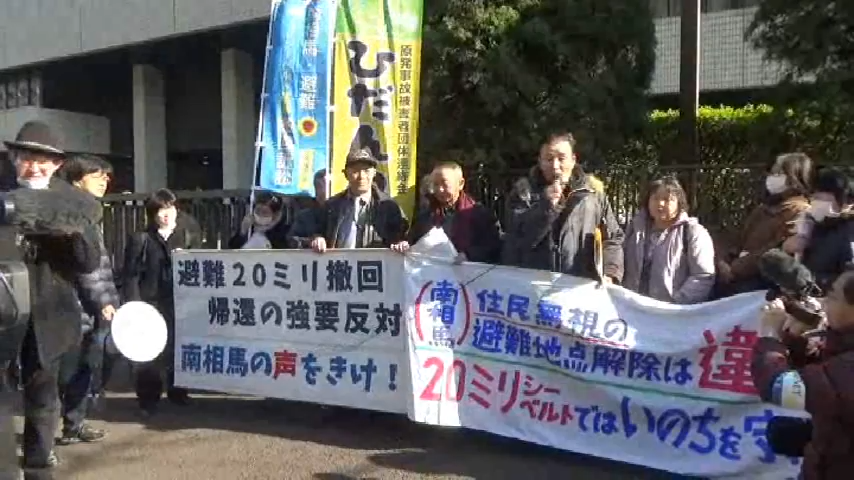 ひだん
原発事故被害者団体連絡会
避難
避難20ミリ撤回
帰還の強要反対
南相馬の声をきけ!
(南相馬)
住民無視の
避難地点解除は違
20ミリシーベルトではいのちを守